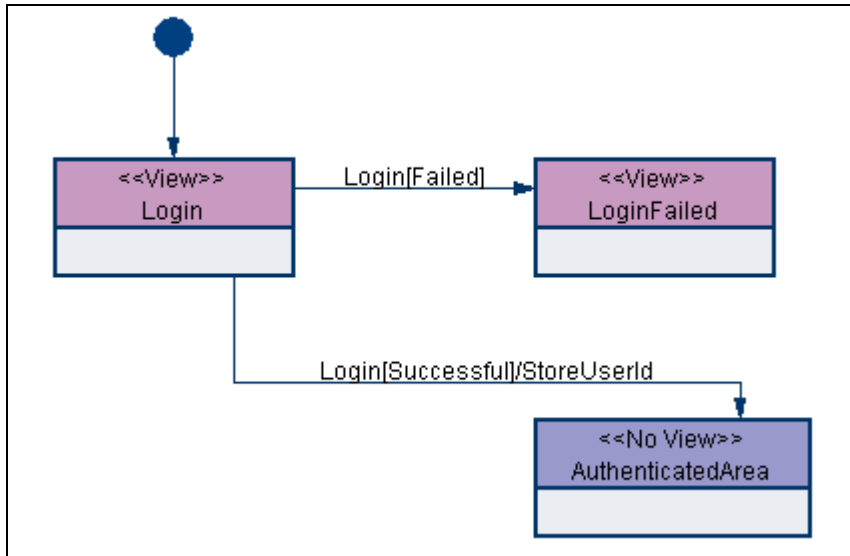 <<View>>
Login
Login[Failed]
<<View>>
LoginFailed
Login[Successful]/StoreUserId
<<No View>>
AuthenticatedArea